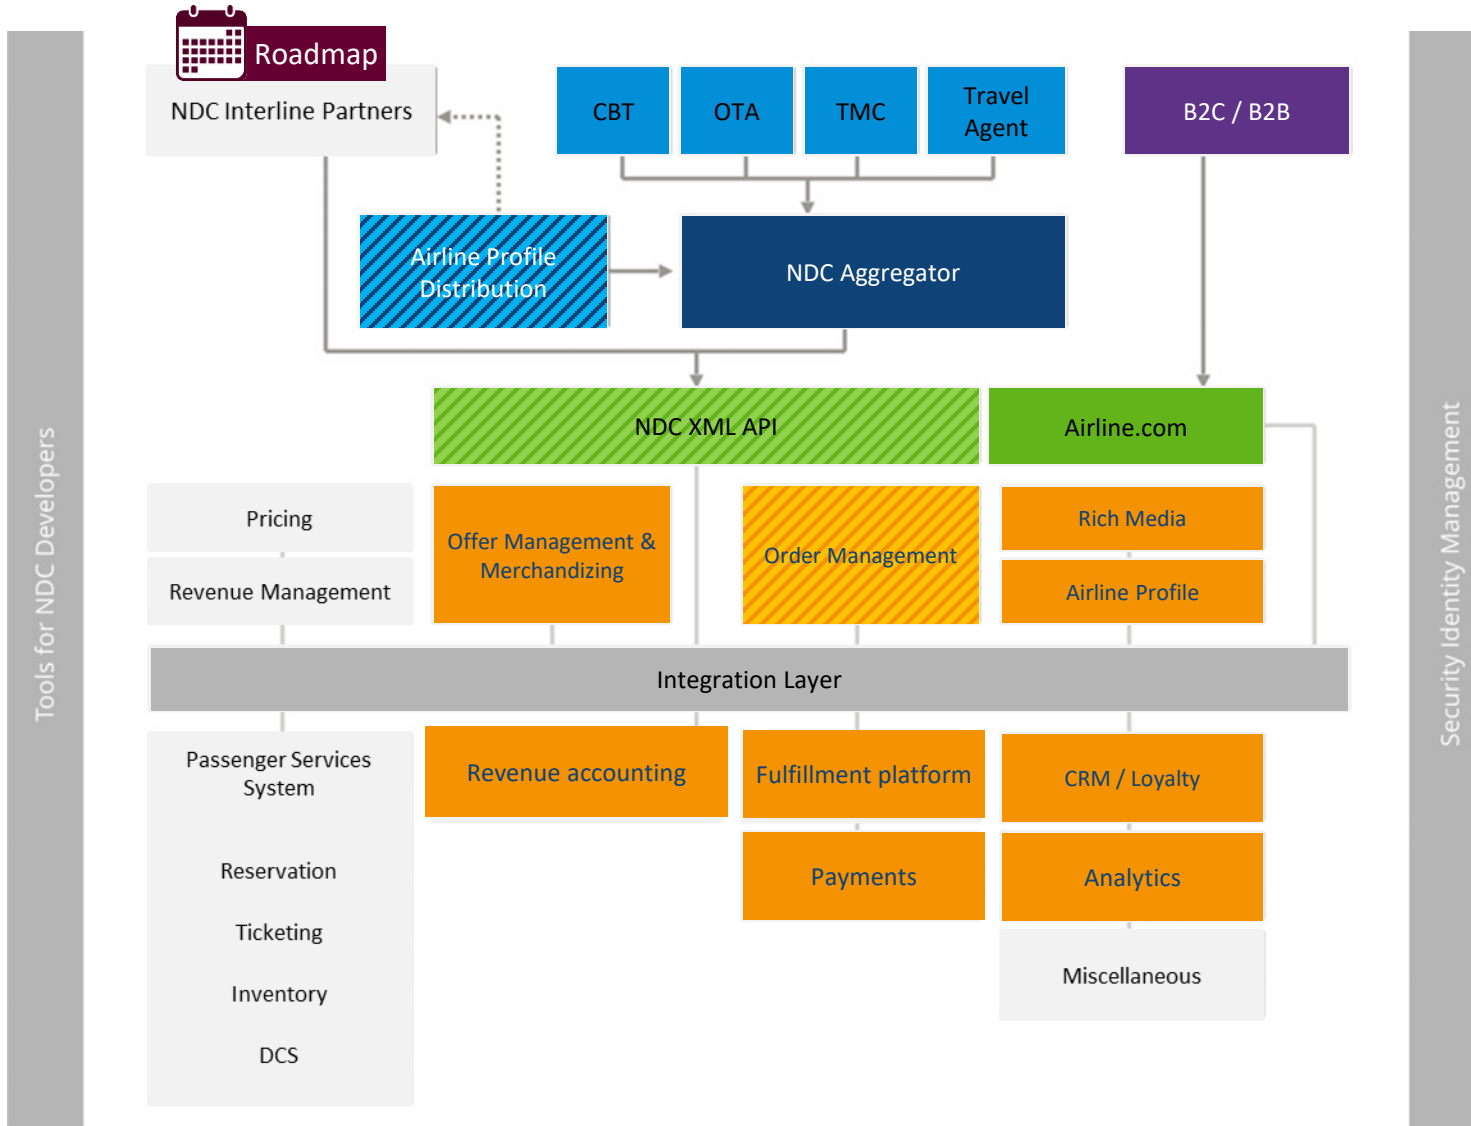 Roadmap
NDC Interline Partners
CBT
OTA
TMC
Travel
Agent
B2C / B2B
Airline Profile
Distribution
NDC Aggregator
NDC XML API
Airline.com
Pricing
Revenue Management
Offer Management &
Merchandizing
Order Management
Rich Media
Airline Profile
Integration Layer
Passenger Services
System
Reservation
Ticketing
Inventory
DCS
Revenue accounting
Fulfillment platform
Payments
CRM / Loyalty
Analytics
Miscellaneous
Tools for NDC Developers
Security Identity Management